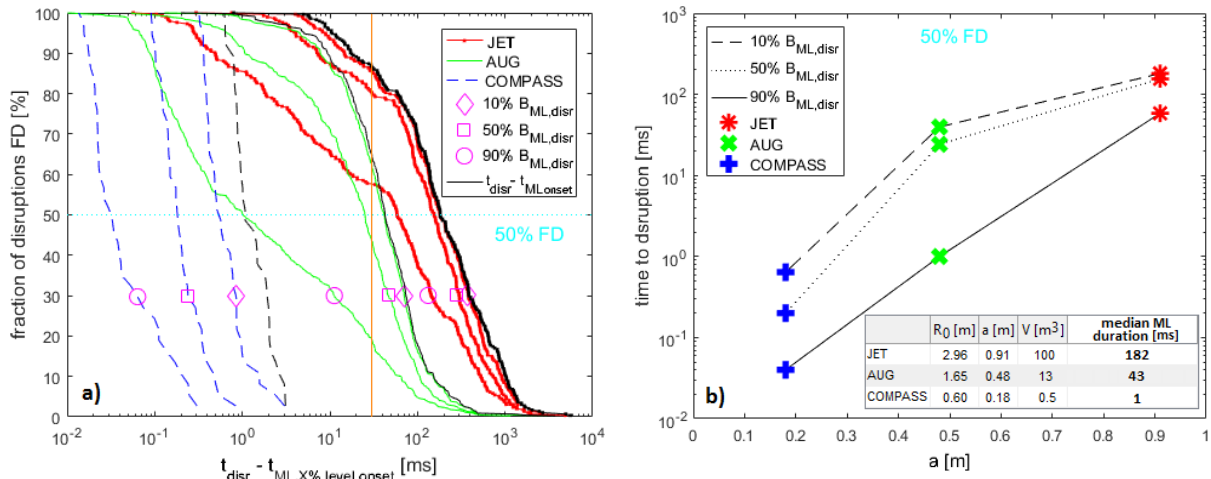 fraction of disruptions FD [%]
100
90
80
70
60
50
40
30
20
10
0
JET
AUG
COMPASS
10% B_ML,disr
50% B_ML,disr
90% B_ML,disr
t_disr - t_MLonset
50% FD
a)
10^-2 10^-1 10^0 10^1 10^2 10^3 10^4
t_disr - t_ML X% level onset [ms]
time to dsruption [ms]
10^3
10^2
10^1
10^0
10^-1
10^-2
50% FD
10% B_ML,disr
50% B_ML,disr
90% B_ML,disr
JET
AUG
COMPASS
R_0 [m] a [m] V [m^3] median ML duration [ms]
JET 2.96 0.91 100 182
AUG 1.65 0.48 13 43
COMPASS 0.60 0.18 0.5 1
b)
0 0.1 0.2 0.3 0.4 0.5 0.6 0.7 0.8 0.9 1
a [m]